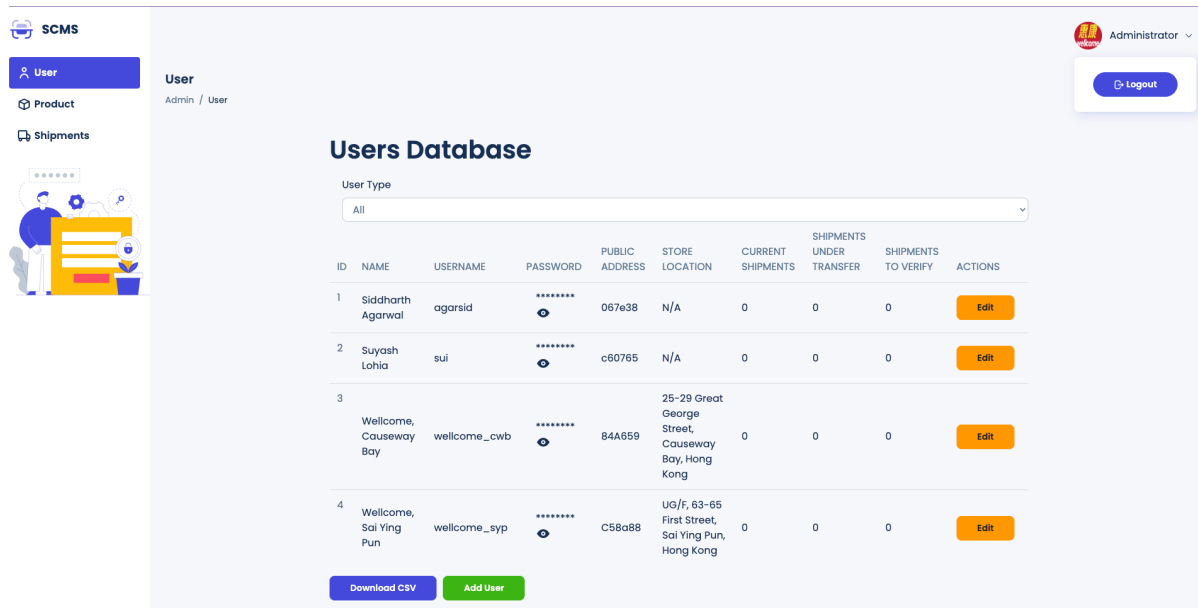 SCMS
惠康
wellcome
Administrator
Logout
User
Product
Shipments
User
Admin / User
Users Database
User Type
All
ID NAME USERNAME PASSWORD PUBLIC ADDRESS STORE LOCATION CURRENT SHIPMENTS SHIPMENTS UNDER TRANSFER SHIPMENTS TO VERIFY ACTIONS
1 Siddharth Agarwal agarsid ******** 067e38 N/A 0 0 0 Edit
2 Suyash Lohia sui ******** c60765 N/A 0 0 0 Edit
3 Wellcome, Causeway Bay wellcome_cwb ******** 84A659 25-29 Great George Street, Causeway Bay, Hong Kong 0 0 0 Edit
4 Wellcome, Sai Ying Pun wellcome_syp ******** C58a88 UG/F, 63-65 First Street, Sai Ying Pun, Hong Kong 0 0 0 Edit
Download CSV Add User